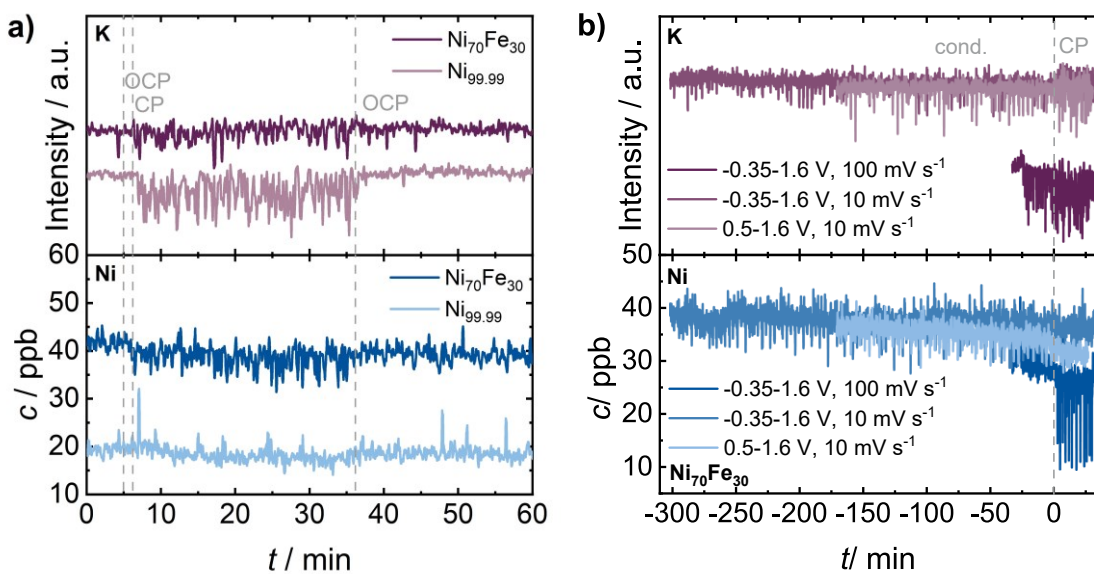 a)
K
Ni₇₀Fe₃₀
Ni₉₉.₉₉
OCP
CP
OCP
Intensity / a.u.
60
Ni
Ni₇₀Fe₃₀
Ni₉₉.₉₉
50
40
30
20
10
c / ppb
0 10 20 30 40 50 60
t / min
b)
K
cond.
CP
-0.35-1.6 V, 100 mV s⁻¹
-0.35-1.6 V, 10 mV s⁻¹
0.5-1.6 V, 10 mV s⁻¹
Intensity / a.u.
50
Ni
40
30
20
10
c/ ppb
-0.35-1.6 V, 100 mV s⁻¹
-0.35-1.6 V, 10 mV s⁻¹
0.5-1.6 V, 10 mV s⁻¹
Ni₇₀Fe₃₀
-300 -250 -200 -150 -100 -50 0
t/ min